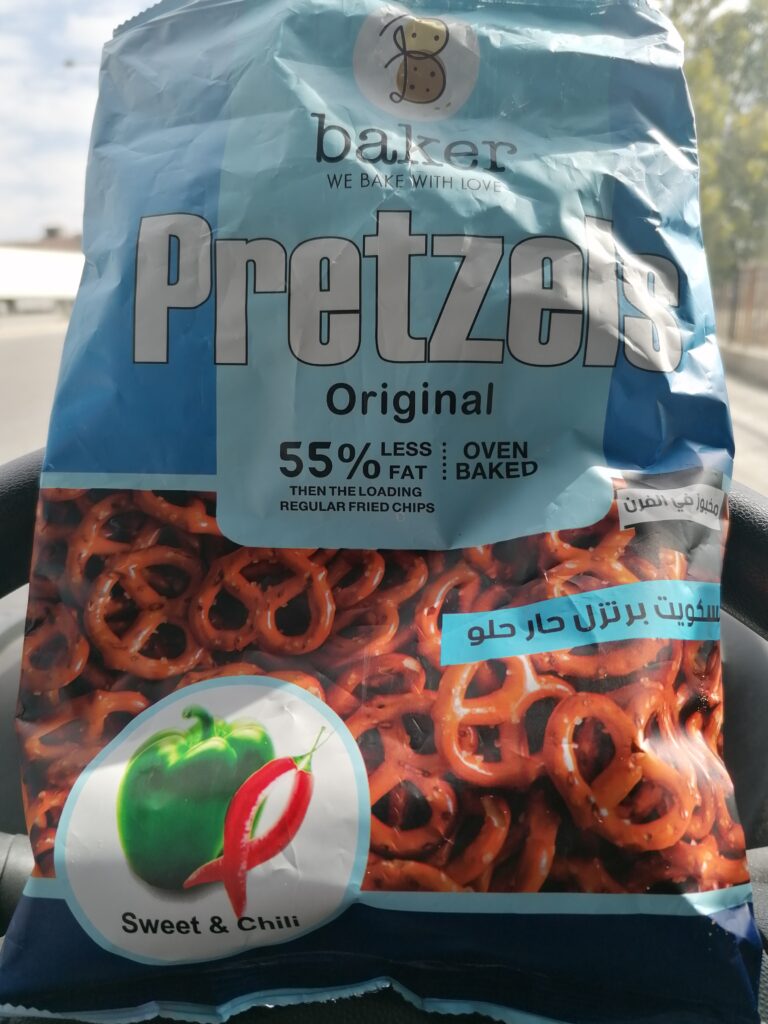 baker
WE BAKE WITH LOVE
Pretzels
Original
55% LESS FAT
THEN THE LOADING
REGULAR FRIED CHIPS
OVEN
BAKED
مخبوز في الفرن
بسكويت برتزل حار حلو
Sweet & Chili